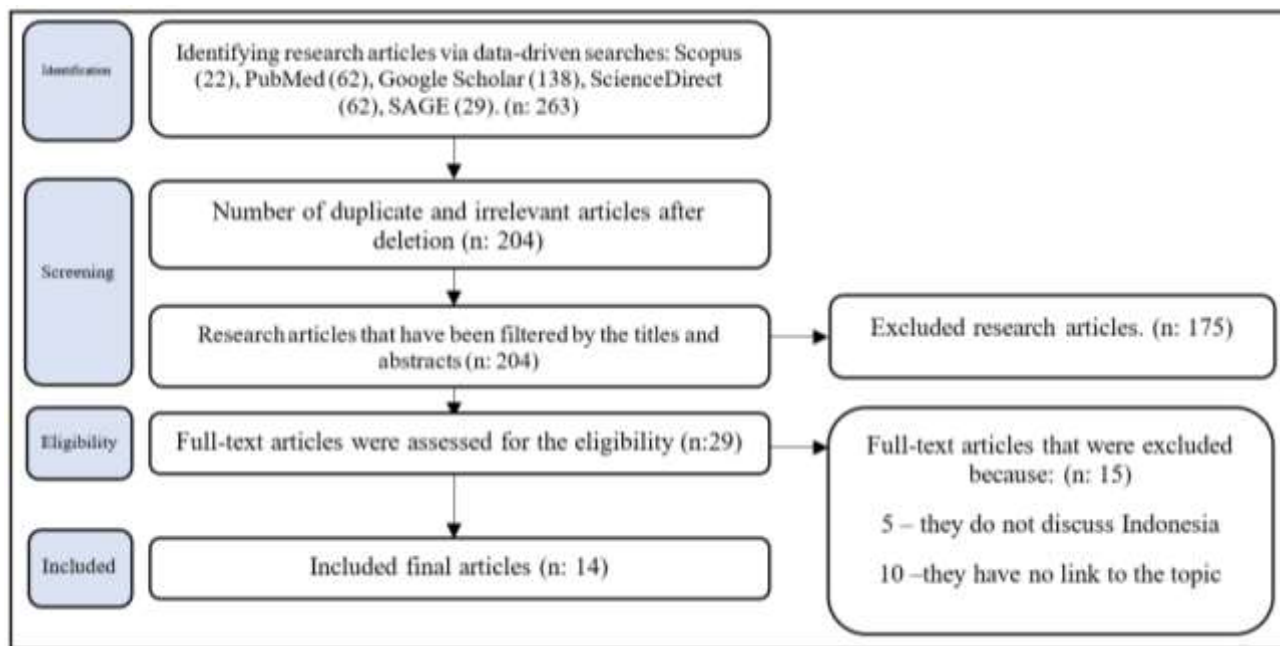 Identification
Identifying research articles via data-driven searches: Scopus
(22), PubMed (62), Google Scholar (138), ScienceDirect
(62), SAGE (29). (n: 263)
Screening
Number of duplicate and irrelevant articles after
deletion (n: 204)
Research articles that have been filtered by the titles and
abstracts (n: 204)
Excluded research articles. (n: 175)
Eligibility
Full-text articles were assessed for the eligibility (n:29)
Full-text articles that were excluded
because: (n: 15)
5 – they do not discuss Indonesia
10 –they have no link to the topic
Included
Included final articles (n: 14)